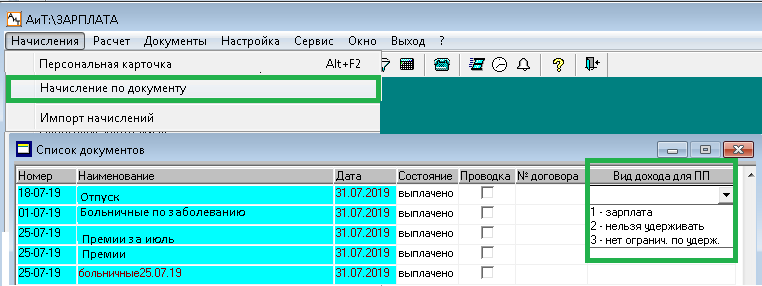 АиТ:\ЗАРПЛАТА
Начисления Расчет Документы Настройка Сервис Окно Выход ?
Персональная карточка Alt+F2
Начисление по документу
Импорт начислений
Список документов
Номер Наименование Дата Состояние Проводка № договора Вид дохода для ПП
18-07-19 Отпуск 31.07.2019 выплачено
01-07-19 Больничные по заболеванию 31.07.2019 выплачено 1 - зарплата
2 - нельзя удерживать
25-07-19 Премии за июль 31.07.2019 выплачено 3 - нет огранич. по удерж.
25-07-19 Премии 31.07.2019 выплачено
25-07-19 больничные25.07.19 31.07.2019 выплачено